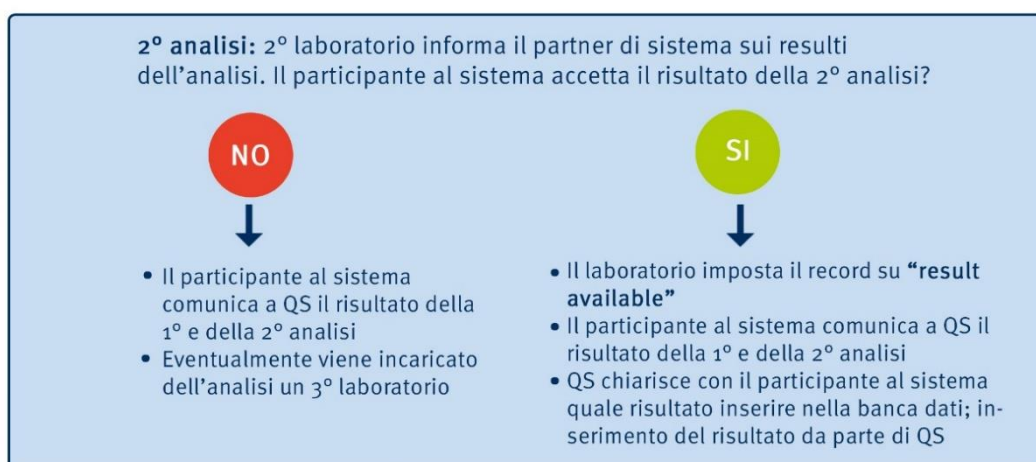 2° analisi: 2° laboratorio informa il partner di sistema sui resulti
dell'analisi. Il participante al sistema accetta il risultato della 2° analisi?
NO
• Il participante al sistema
comunica a QS il risultato della
1° e della 2° analisi
• Eventualmente viene incaricato
dell'analisi un 3° laboratorio
SI
• Il laboratorio imposta il record su “result
available”
• Il participante al sistema comunica a QS il
risultato della 1° e della 2° analisi
• QS chiarisce con il participante al sistema
quale risultato inserire nella banca dati; in-
serimento del risultato da parte di QS